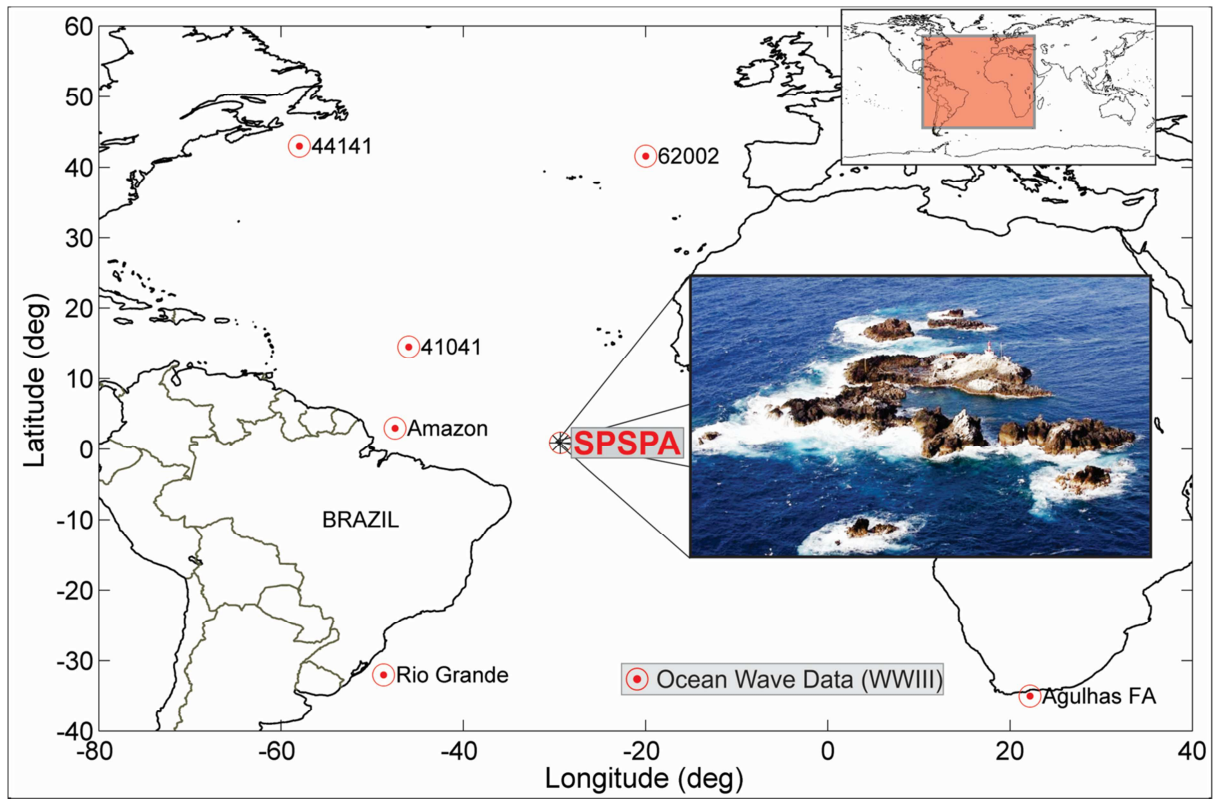 60
50
40
30
20
10
0
-10
-20
-30
-40
Latitude (deg)
44141
62002
41041
Amazon
SPSPA
BRAZIL
Rio Grande
Ocean Wave Data (WWIII)
Agulhas FA
-80
-60
-40
-20
0
20
40
Longitude (deg)